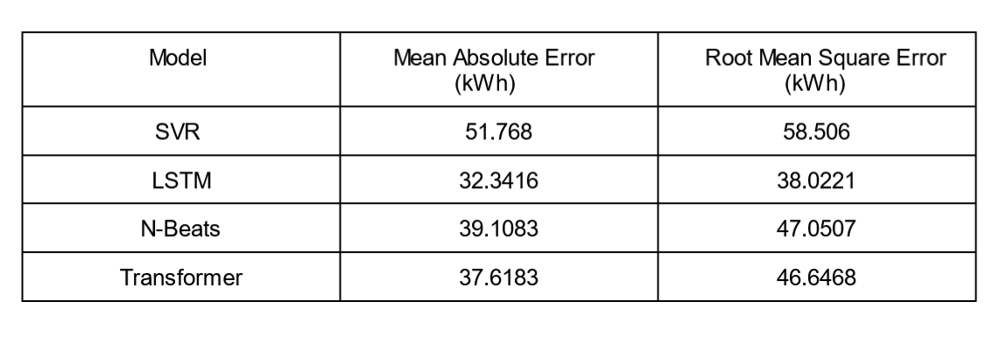 Model Mean Absolute Error (kWh) Root Mean Square Error (kWh)
SVR 51.768 58.506
LSTM 32.3416 38.0221
N-Beats 39.1083 47.0507
Transformer 37.6183 46.6468